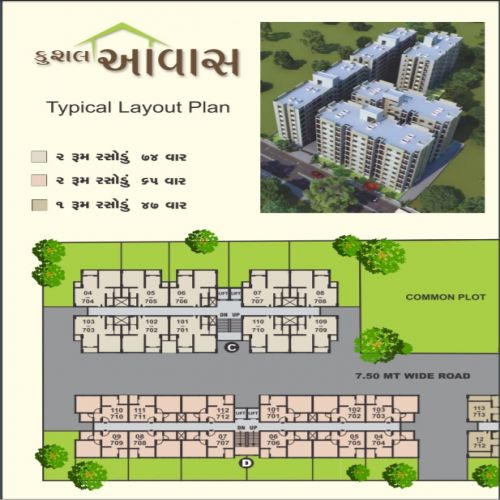 કુશલ આવાસ
Typical Layout Plan
૨ રૂમ રસોડું ૭૪ વાર
૨ રૂમ રસોડું ૬૫ વાર
૧ રૂમ રસોડું ૪૭ વાર
04 704
05 705
06 706
LIFT LIFT
07 707
08 708
COMMON PLOT
DN UP
103 703
102 702
101 701
110 710
109 709
C
7.50 MT WIDE ROAD
110 710
111 711
112 712
LIFT LIFT
101 701
102 702
103 703
113 713
DN UP
09 709
08 708
07 707
06 706
05 705
04 704
12 712
D